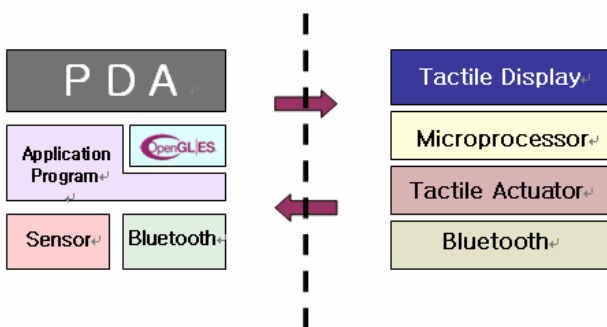 PDA
Application
Program
OpenGL|ES
Sensor
Bluetooth
Tactile Display
Microprocessor
Tactile Actuator
Bluetooth